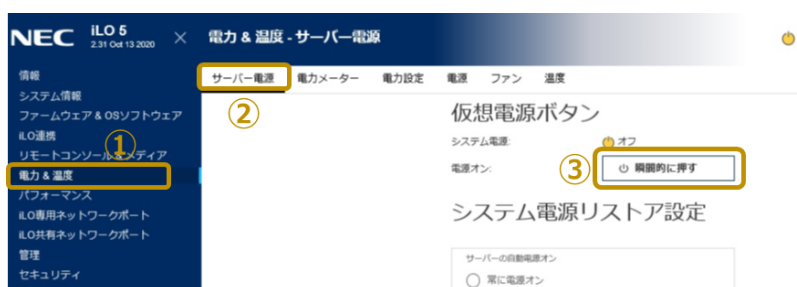 NEC iLO 5
2.31 Oct 13 2020
電力 & 温度 - サーバー電源
情報
システム情報
ファームウェア & OSソフトウェア
iLO連携
リモートコンソール & メディア
電力 & 温度
パフォーマンス
iLO専用ネットワークポート
iLO共有ネットワークポート
管理
セキュリティ
①
サーバー電源 電力メーター 電力設定 電源 ファン 温度
②
仮想電源ボタン
システム電源: オフ
電源オン: ③ 瞬間的に押す
システム電源リストア設定
サーバーの自動電源オン
常に電源オン